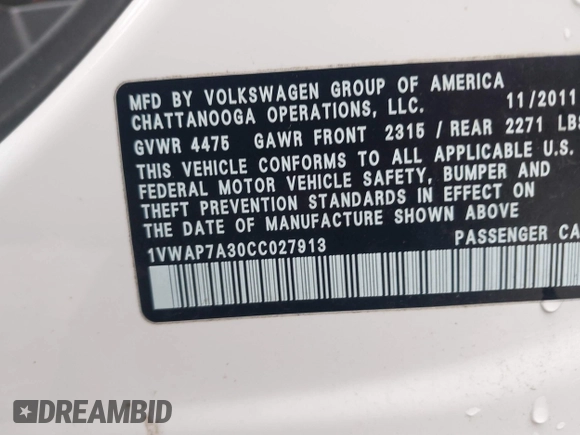 MFD BY VOLKSWAGEN GROUP OF AMERICA
CHATTANOOGA OPERATIONS, LLC. 11/2011
GVWR 4475 GAWR FRONT 2315 / REAR 2271 LBS
THIS VEHICLE CONFORMS TO ALL APPLICABLE U.S.
FEDERAL MOTOR VEHICLE SAFETY, BUMPER AND
THEFT PREVENTION STANDARDS IN EFFECT ON
THE DATE OF MANUFACTURE SHOWN ABOVE
1VWAP7A30CC027913 PASSENGER CA
DREAMBID